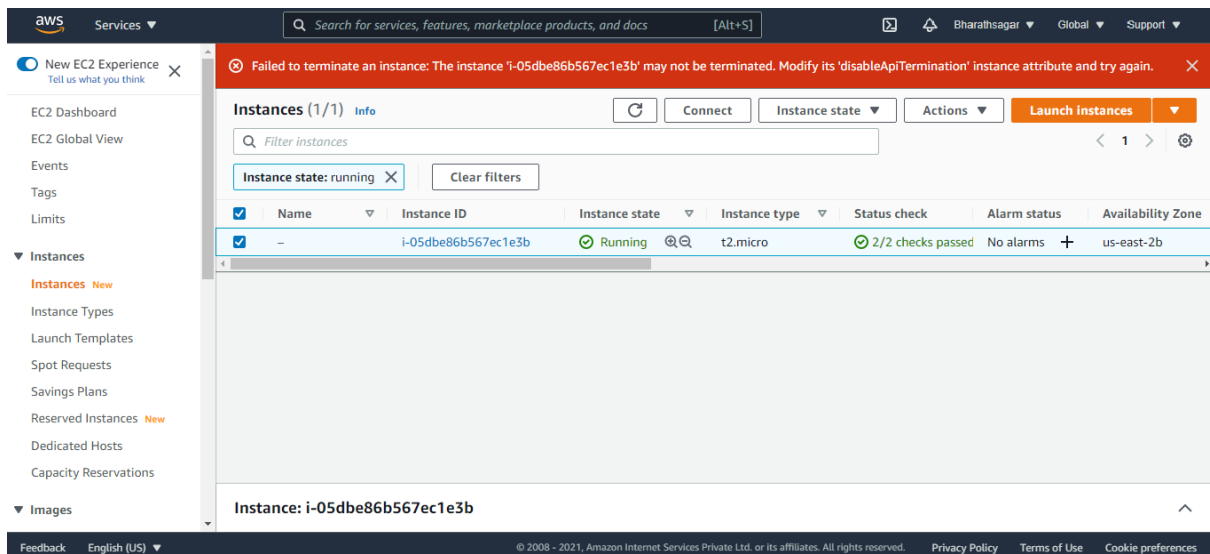 aws Services ▼ Search for services, features, marketplace products, and docs [Alt+S] Bharathsagar ▼ Global ▼ Support ▼
New EC2 Experience
Tell us what you think
EC2 Dashboard
EC2 Global View
Events
Tags
Limits
▼ Instances
Instances New
Instance Types
Launch Templates
Spot Requests
Savings Plans
Reserved Instances New
Dedicated Hosts
Capacity Reservations
▼ Images
Failed to terminate an instance: The instance 'i-05dbe86b567ec1e3b' may not be terminated. Modify its 'disableApiTermination' instance attribute and try again.
Instances (1/1) Info Connect Instance state ▼ Actions ▼ Launch instances ▼
Filter instances < 1 >
Instance state: running Clear filters
Name Instance ID Instance state Instance type Status check Alarm status Availability Zone
– i-05dbe86b567ec1e3b Running t2.micro 2/2 checks passed No alarms + us-east-2b
Instance: i-05dbe86b567ec1e3b
Feedback English (US) ▼ © 2008 - 2021, Amazon Internet Services Private Ltd. or its affiliates. All rights reserved. Privacy Policy Terms of Use Cookie preferences